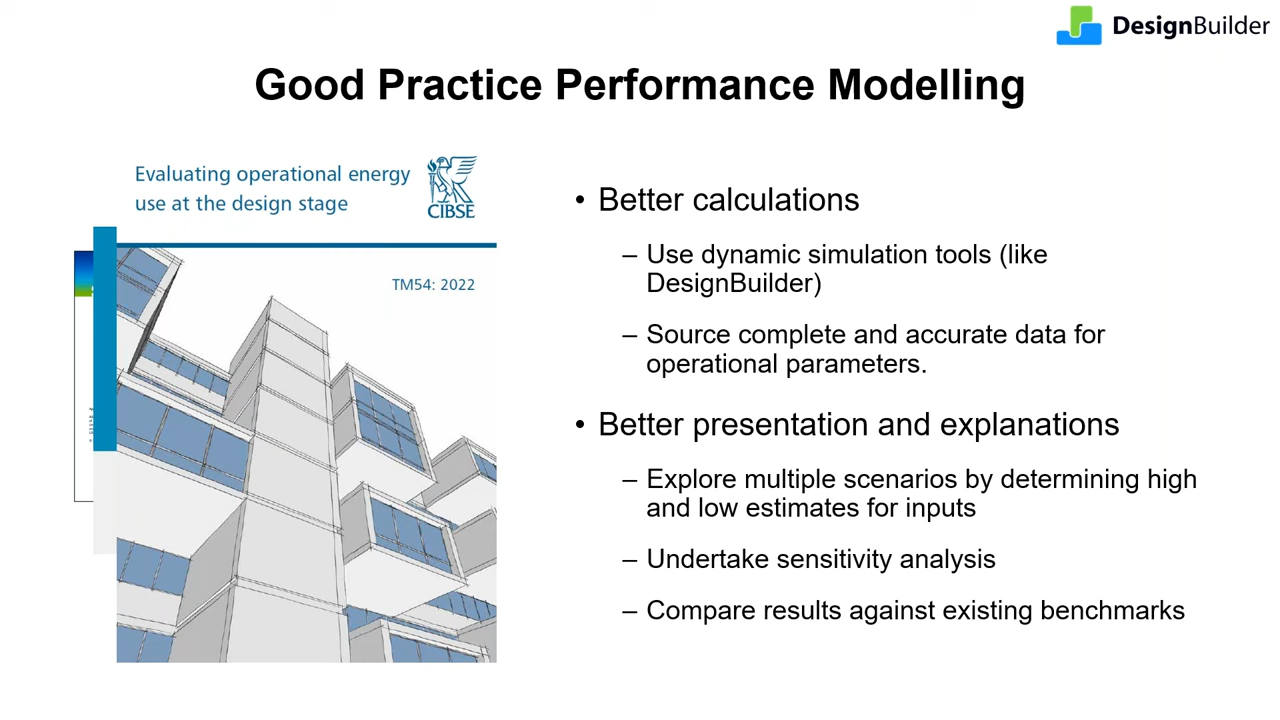 DesignBuilder
Good Practice Performance Modelling
Evaluating operational energy
use at the design stage
CIBSE
TM54: 2022
• Better calculations
– Use dynamic simulation tools (like
DesignBuilder)
– Source complete and accurate data for
operational parameters.
• Better presentation and explanations
– Explore multiple scenarios by determining high
and low estimates for inputs
– Undertake sensitivity analysis
– Compare results against existing benchmarks